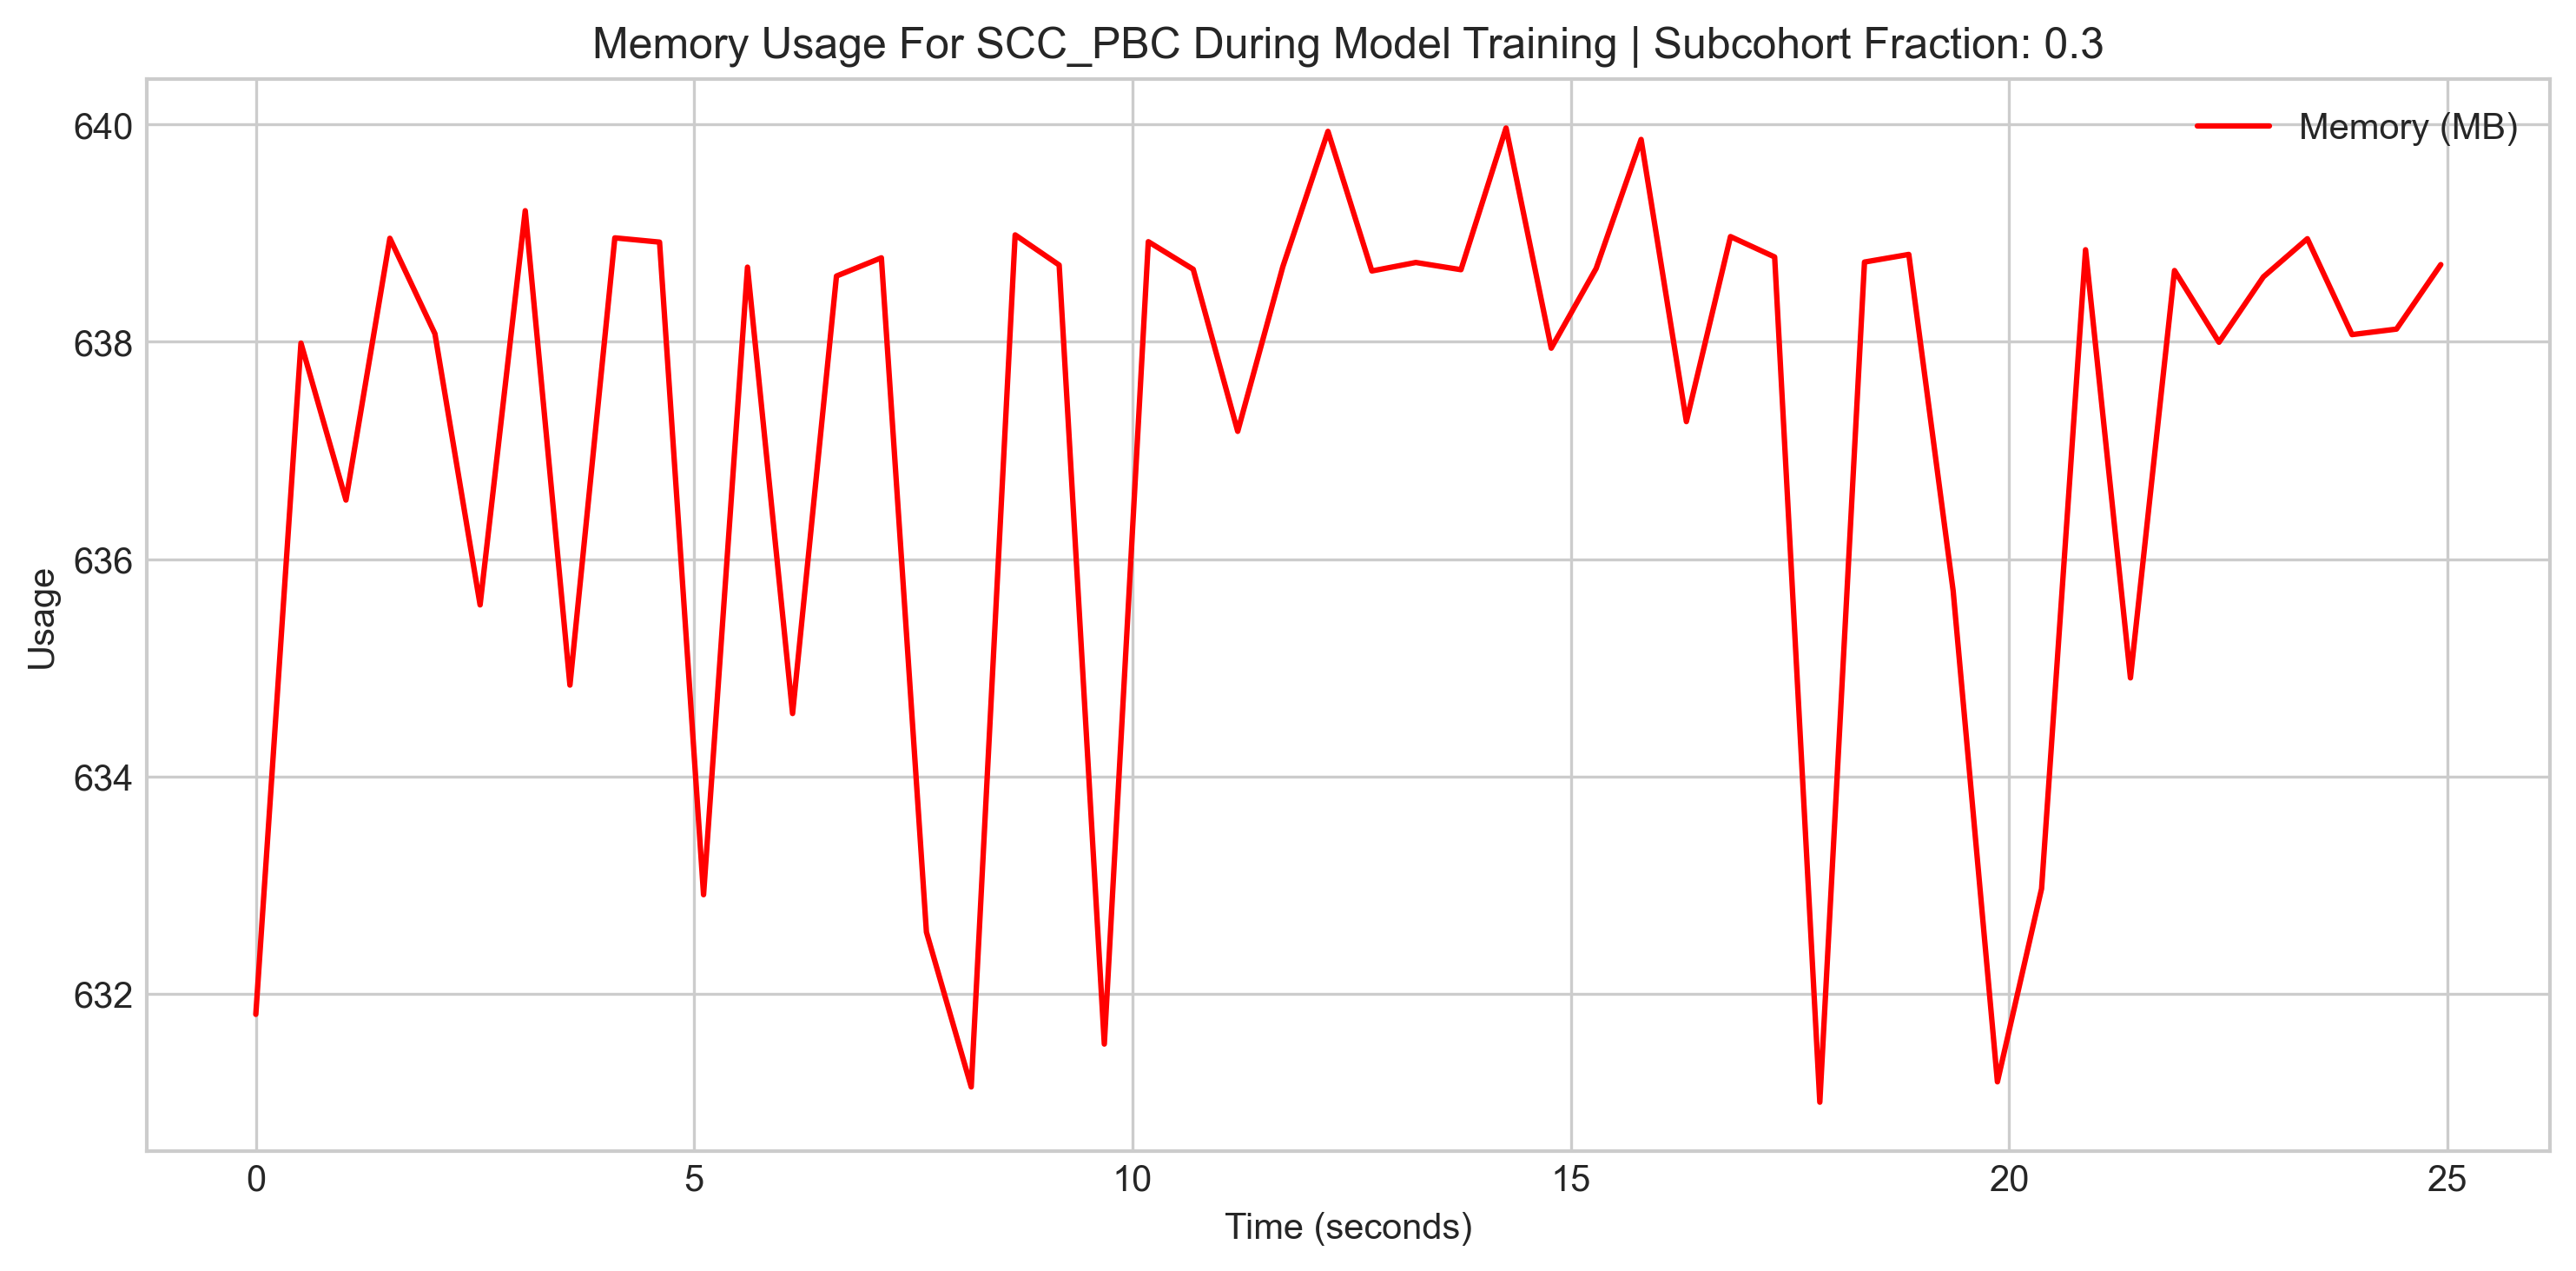 Memory Usage For SCC_PBC During Model Training | Subcohort Fraction: 0.3
Memory (MB)
640
638
636
634
632
Usage
0 5 10 15 20 25
Time (seconds)